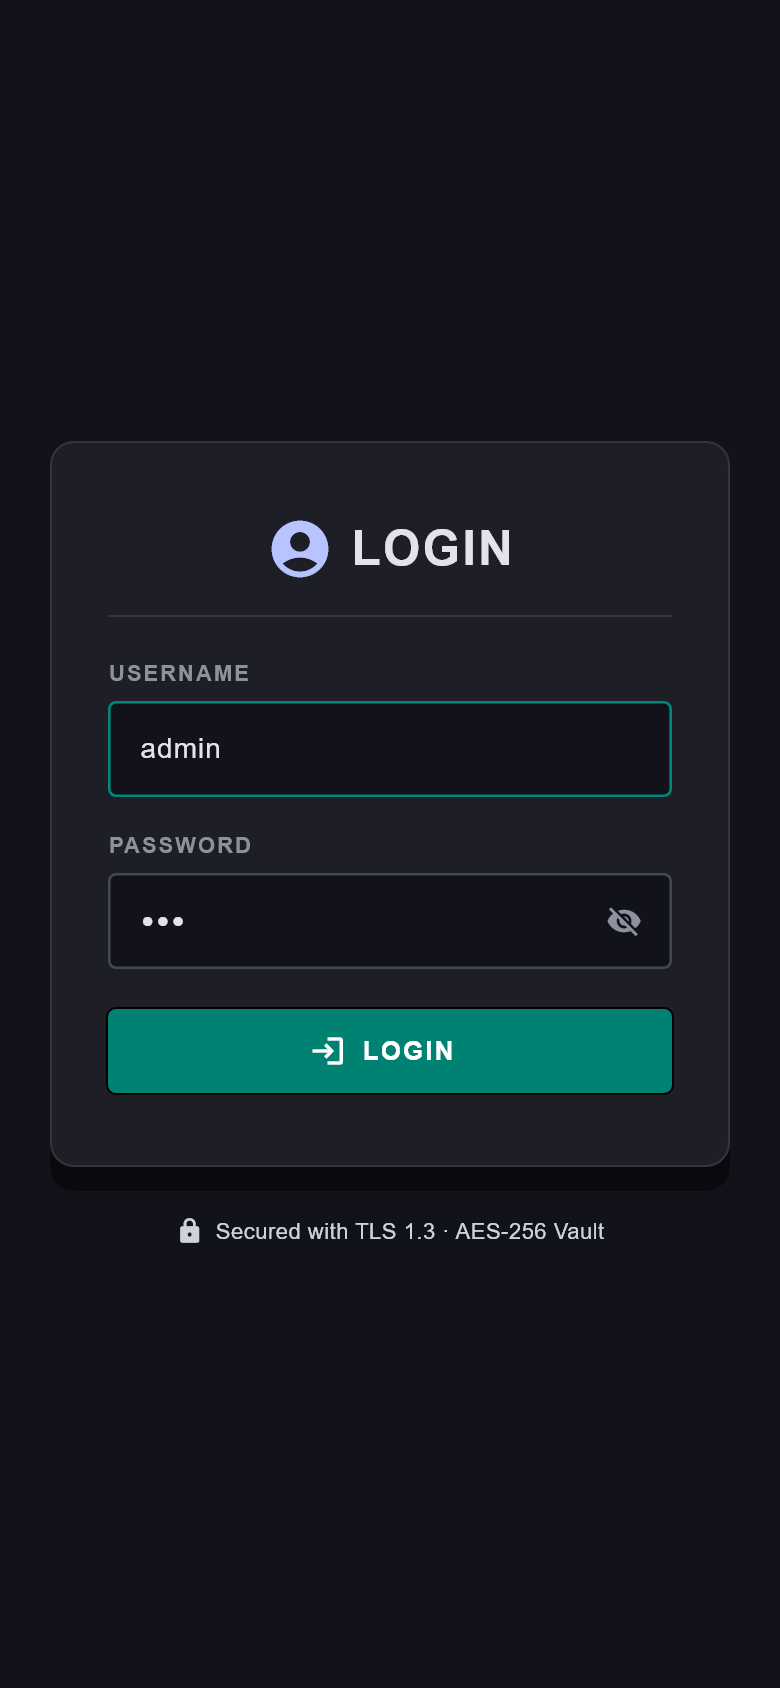 LOGIN
USERNAME
admin
PASSWORD
•••
LOGIN
Secured with TLS 1.3 · AES-256 Vault